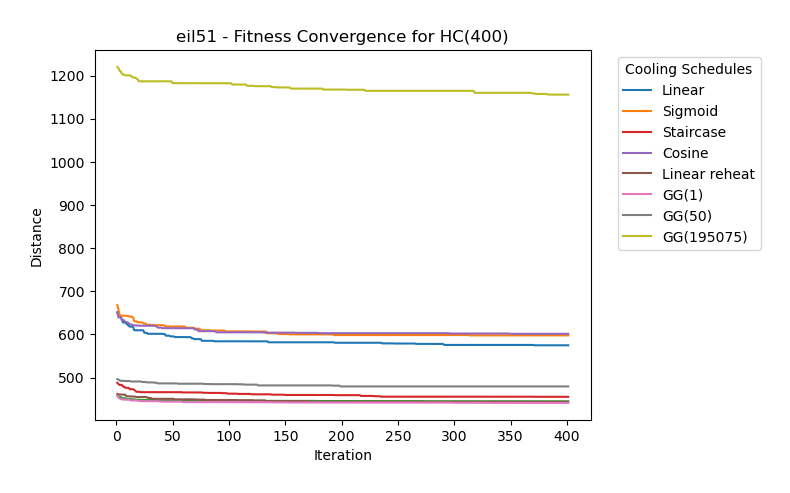 eil51 - Fitness Convergence for HC(400)
1200
1100
1000
900
800
700
600
500
Distance
0
50
100
150
200
250
300
350
400
Iteration
Cooling Schedules
Linear
Sigmoid
Staircase
Cosine
Linear reheat
GG(1)
GG(50)
GG(195075)